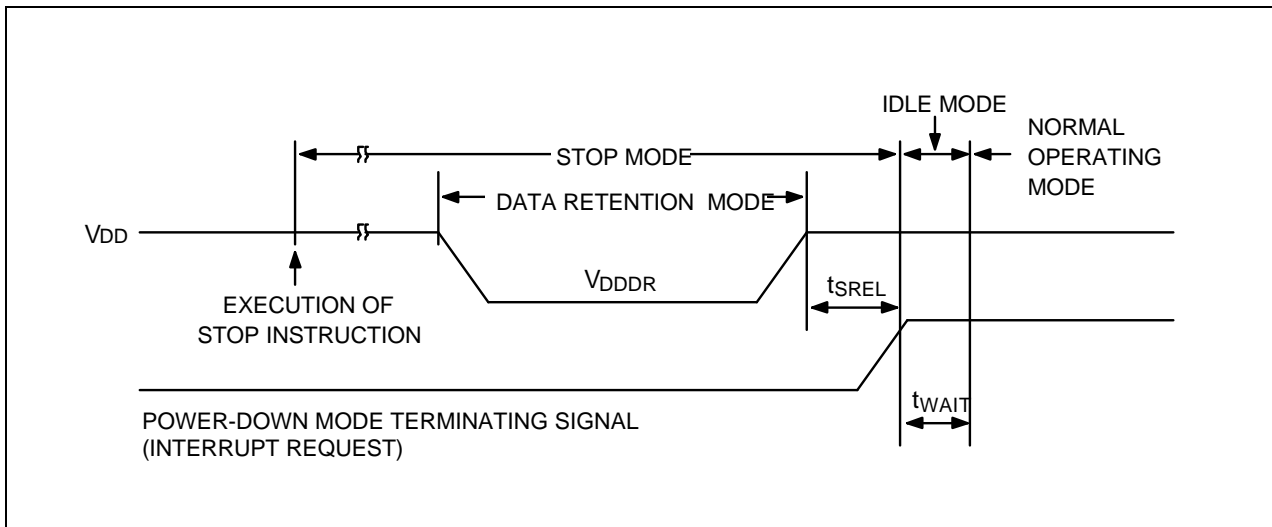 IDLE MODE
NORMAL
OPERATING
MODE
STOP MODE
DATA RETENTION MODE
VDD
VDDDR
tSREL
EXECUTION OF
STOP INSTRUCTION
tWAIT
POWER-DOWN MODE TERMINATING SIGNAL
(INTERRUPT REQUEST)